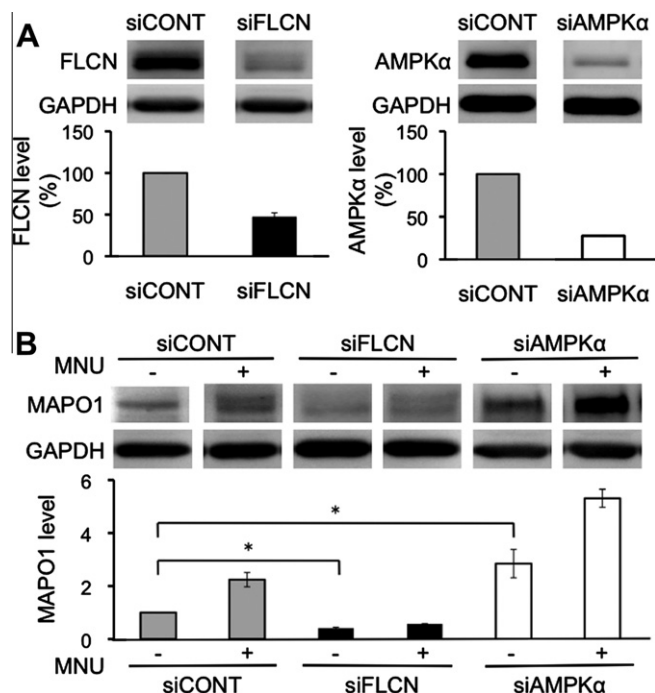 A
siCONT siFLCN siCONT siAMPKα
FLCN AMPKα
GAPDH GAPDH
150 150
100 100
50 50
0 0
FLCN level
(%)
AMPKα level
(%)
siCONT siFLCN siCONT siAMPKα
B
siCONT siFLCN siAMPKα
MNU - + - + - +
MAPO1
GAPDH
6
4
2
0
MAPO1 level
*
*
MNU - + - + - +
siCONT siFLCN siAMPKα